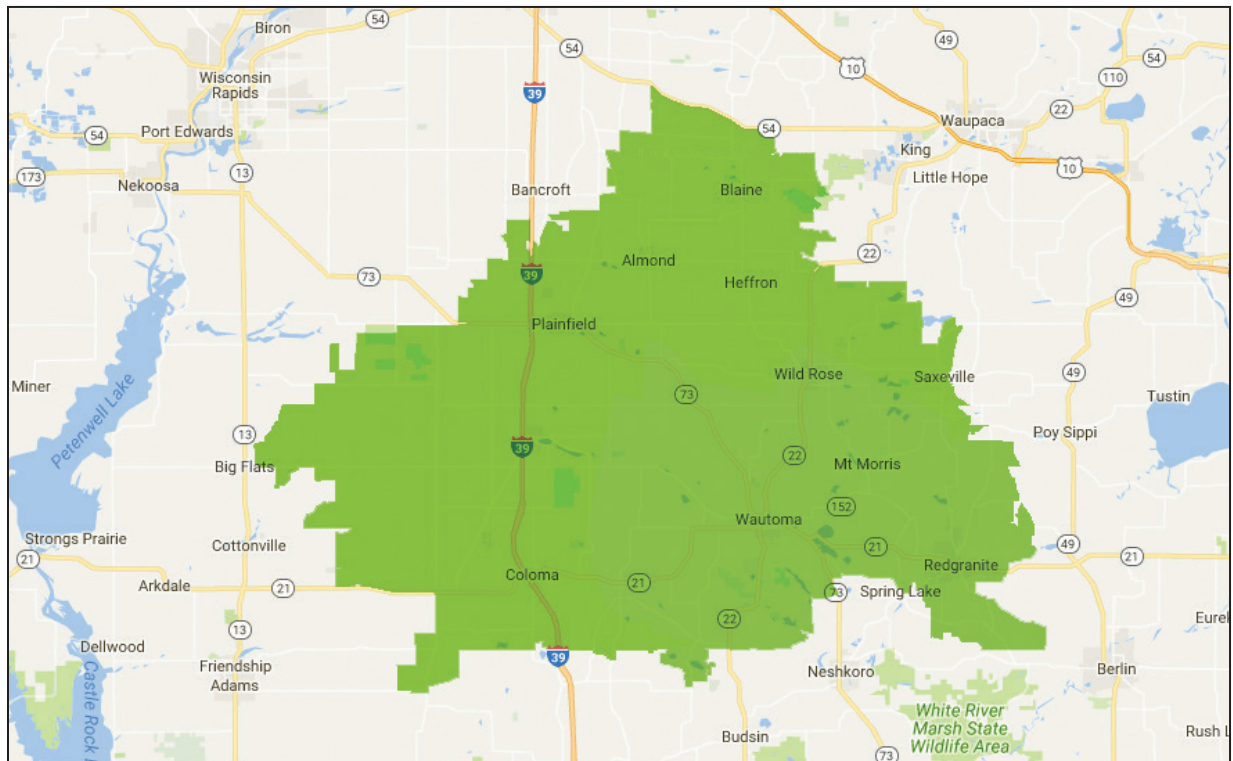 54
Biron
49
39
54
10
54
110
Wisconsin
Rapids
22
Waupaca
Port Edwards
54
54
King
10
173
Nekoosa
13
Bancroft
Blaine
Little Hope
22
Almond
39
73
Heffron
49
Plainfield
Miner
Petenwell Lake
73
Wild Rose
Saxeville
49
Tustin
13
Big Flats
39
22
Mt Morris
Poy Sippi
152
Wautoma
Strongs Prairie
21
Cottonville
21
49
21
Redgranite
Arkdale
21
Coloma
21
73
Spring Lake
13
22
Dellwood
Castle Rock
Friendship
Adams
39
Neshkoro
Berlin
White River
Marsh State
Wildlife Area
Budsin
73